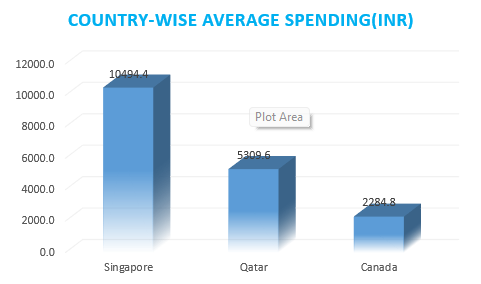 COUNTRY-WISE AVERAGE SPENDING(INR)
12000.0
10000.0
8000.0
6000.0
4000.0
2000.0
0.0
10494.4
5309.6
2284.8
Plot Area
Singapore
Qatar
Canada